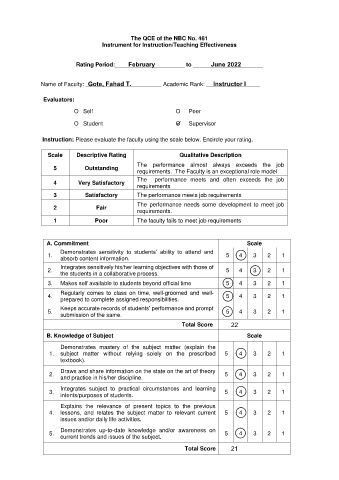 The QCE of the NBC No. 461
Instrument for Instruction/Teaching Effectiveness
Rating Period: February to June 2022
Name of Faculty: Gote, Fahad T. Academic Rank: Instructor I
Evaluators:
Self Peer
Student Supervisor
Instruction: Please evaluate the faculty using the scale below. Encircle your rating.
Scale Descriptive Rating Qualitative Description
5 Outstanding The performance almost always exceeds the job requirements. The Faculty is an exceptional role model
4 Very Satisfactory The performance meets and often exceeds the job requirements
3 Satisfactory The performance meets job requirements
2 Fair The performance needs some development to meet job requirements.
1 Poor The faculty fails to meet job requirements
A. Commitment Scale
1. Demonstrates sensitivity to students' ability to attend and absorb content information. 5 4 3 2 1
2. Integrates sensitively his/her learning objectives with those of the students in a collaborative process. 5 4 3 2 1
3. Makes self available to students beyond official time 5 4 3 2 1
4. Regularly comes to class on time, well-groomed and well-prepared to complete assigned responsibilities. 5 4 3 2 1
5. Keeps accurate records of students' performance and prompt submission of the same. 5 4 3 2 1
Total Score 22
B. Knowledge of Subject Scale
1. Demonstrates mastery of the subject matter (explain the subject matter without relying solely on the prescribed textbook). 5 4 3 2 1
2. Draws and share information on the state on the art of theory and practice in his/her discipline. 5 4 3 2 1
3. Integrates subject to practical circumstances and learning intents/purposes of students. 5 4 3 2 1
4. Explains the relevance of present topics to the previous lessons, and relates the subject matter to relevant current issues and/or daily life activities. 5 4 3 2 1
5. Demonstrates up-to-date knowledge and/or awareness on current trends and issues of the subject. 5 4 3 2 1
Total Score 21